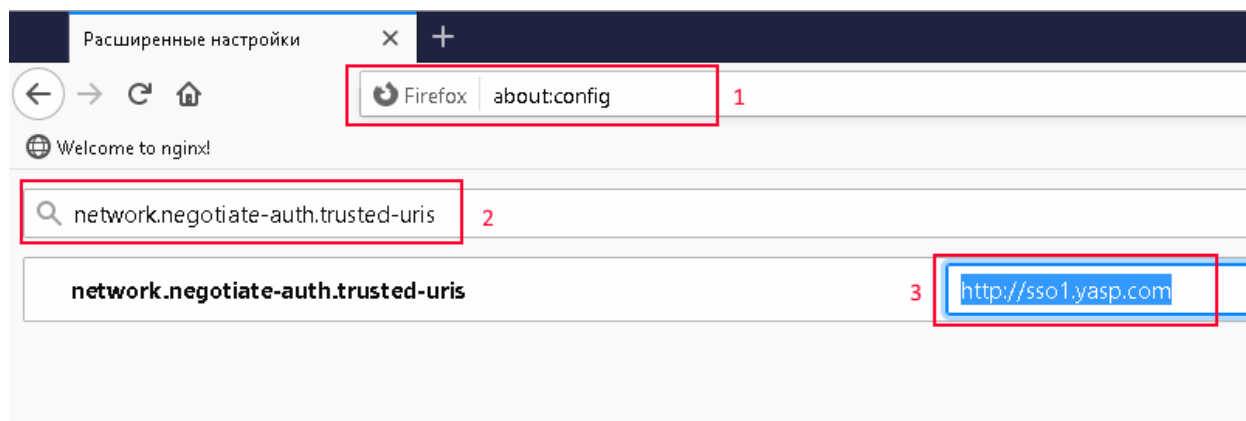 Расширенные настройки
Firefox about:config 1
Welcome to nginx!
network.negotiate-auth.trusted-uris 2
network.negotiate-auth.trusted-uris 3 http://sso1.yasp.com